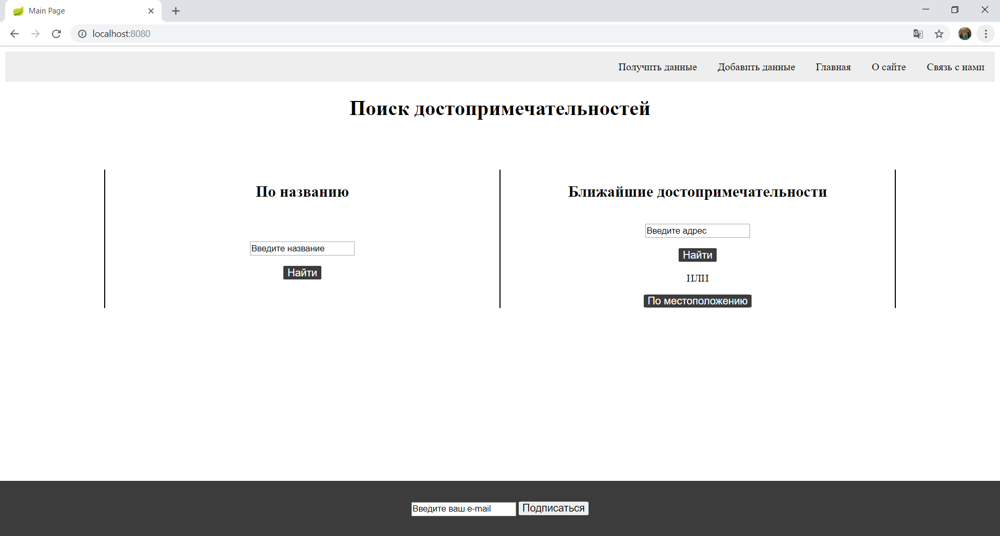 Main Page
localhost:8080
Получить данные Добавить данные Главная О сайте Связь с нами
Поиск достопримечательностей
По названию
Введите название
Найти
Ближайшие достопримечательности
Введите адрес
Найти
ИЛИ
По местоположению
Введите ваш e-mail Подписаться